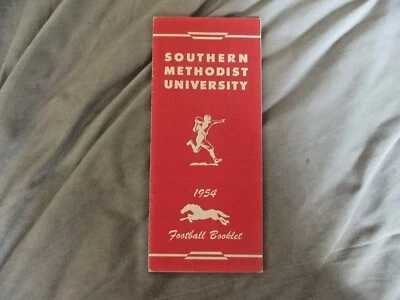 SOUTHERN
METHODIST
UNIVERSITY
1954
Football Booklet